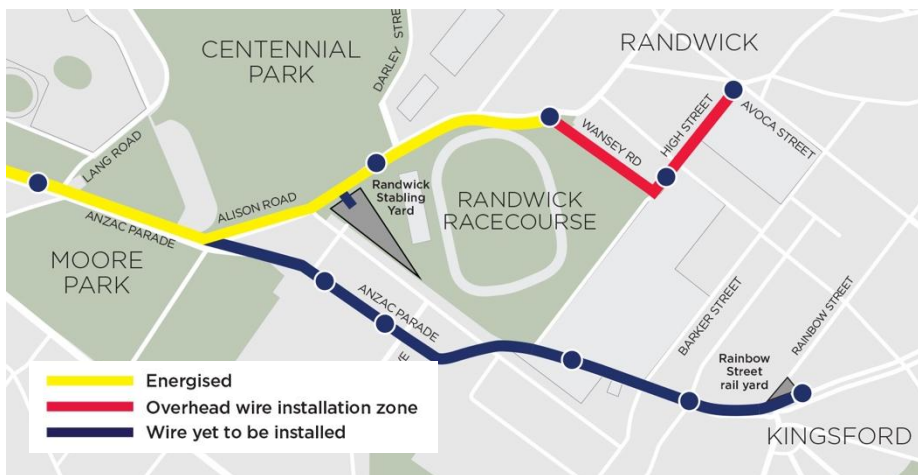 CENTENNIAL
PARK
DARLEY STRE
RANDWICK
LANG ROAD
WANSEY RD
HIGH STREET
AVOCA STREET
Randwick
Stabling
Yard
RANDWICK
RACECOURSE
ALISON ROAD
ANZAC PARADE
MOORE
PARK
ANZAC PARADE
BARKER STREET
RAINBOW STREET
Rainbow
Street
rail yard
KINGSFORD
Energised
Overhead wire installation zone
Wire yet to be installed